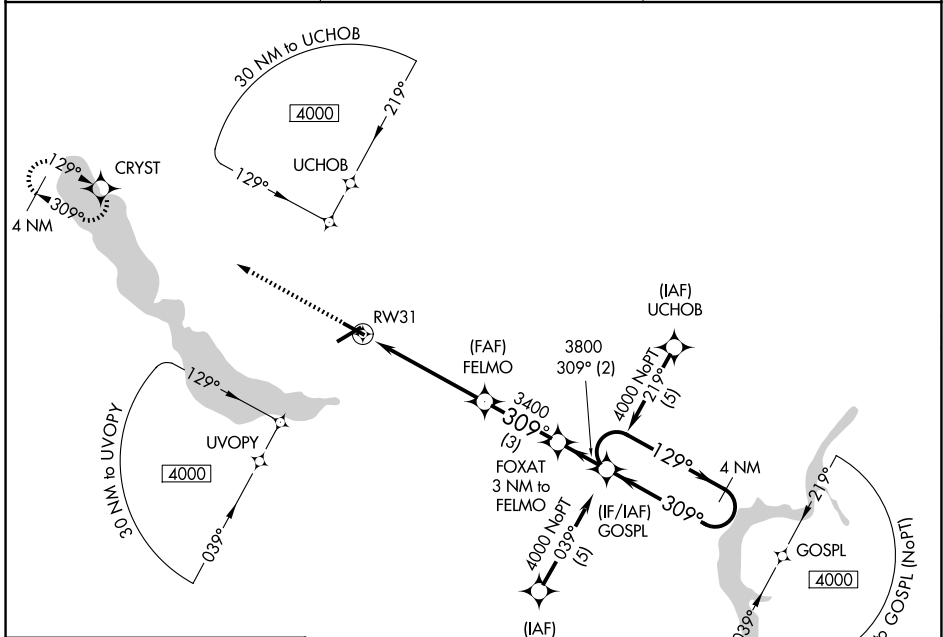 30 NM to UCHOB
4000
219°
UCHOB
129°
CRYST
129°
309°
4 NM
RW31
(IAF)
UCHOB
(FAF)
FELMO
3800
309° (2)
4000 NoPT
219°
(5)
3400
309°
(3)
129°
4 NM
129°
UVOPY
30 NM to UVOPY
4000
039°
FOXAT
3 NM to
FELMO
(IF/IAF)
GOSPL
309°
4000 NoPT
039°
(5)
(IAF)
219°
GOSPL
4000
039°
GOSPL (NoPT)